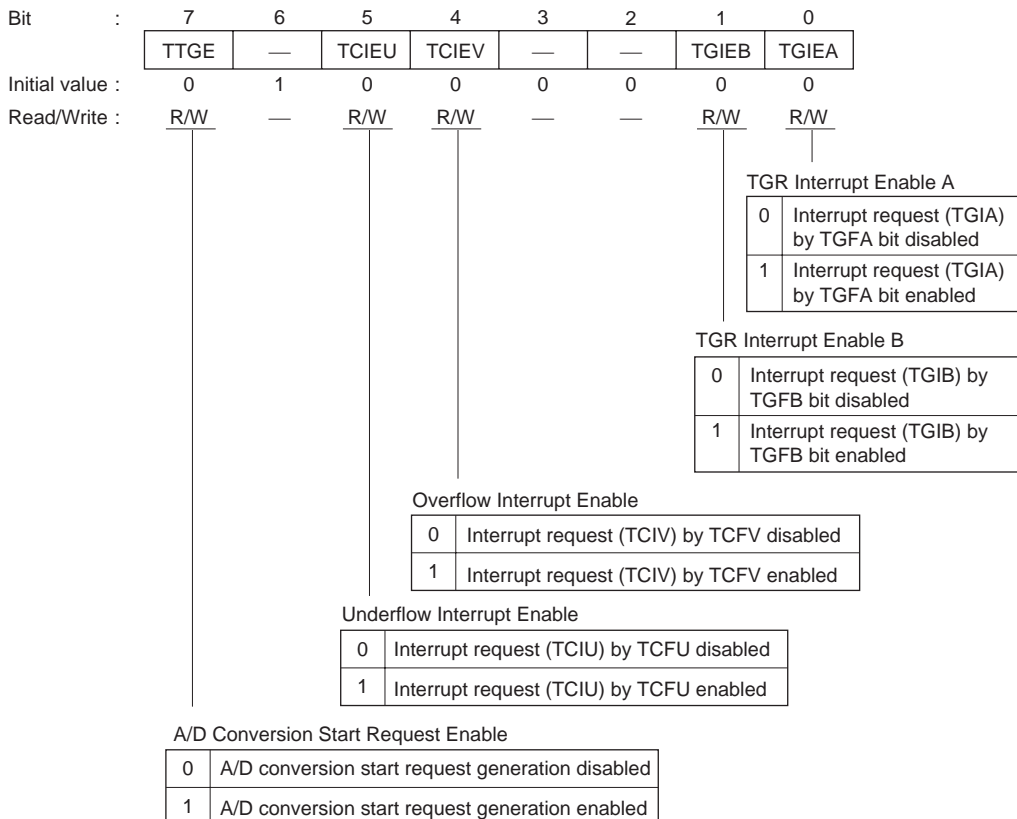 Bit : 7 6 5 4 3 2 1 0
TTGE — TCIEU TCIEV — — TGIEB TGIEA
Initial value : 0 1 0 0 0 0 0 0
Read/Write : R/W — R/W R/W — — R/W R/W
TGR Interrupt Enable A
0 Interrupt request (TGIA)
by TGFA bit disabled
1 Interrupt request (TGIA)
by TGFA bit enabled
TGR Interrupt Enable B
0 Interrupt request (TGIB) by
TGFB bit disabled
1 Interrupt request (TGIB) by
TGFB bit enabled
Overflow Interrupt Enable
0 Interrupt request (TCIV) by TCFV disabled
1 Interrupt request (TCIV) by TCFV enabled
Underflow Interrupt Enable
0 Interrupt request (TCIU) by TCFU disabled
1 Interrupt request (TCIU) by TCFU enabled
A/D Conversion Start Request Enable
0 A/D conversion start request generation disabled
1 A/D conversion start request generation enabled